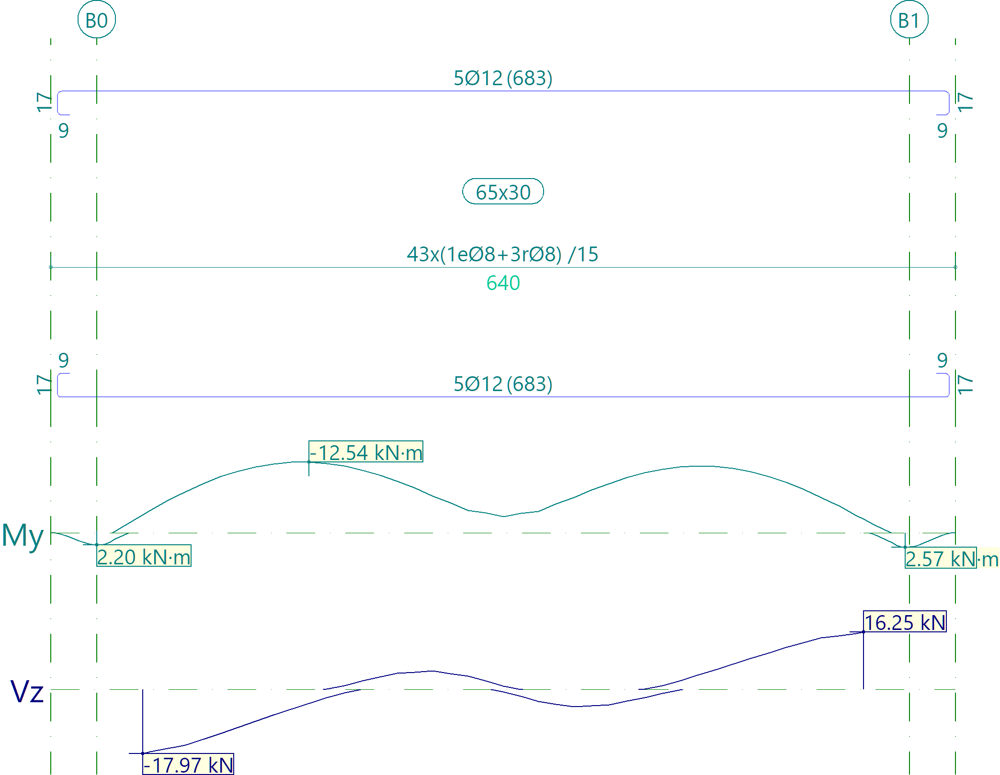 B0
B1
5Ø12 (683)
17
17
9
9
65x30
43x(1eØ8+3rØ8) /15
640
9
9
17
17
5Ø12 (683)
-12.54 kN·m
My
2.20 kN·m
2.57 kN·m
16.25 kN
Vz
-17.97 kN